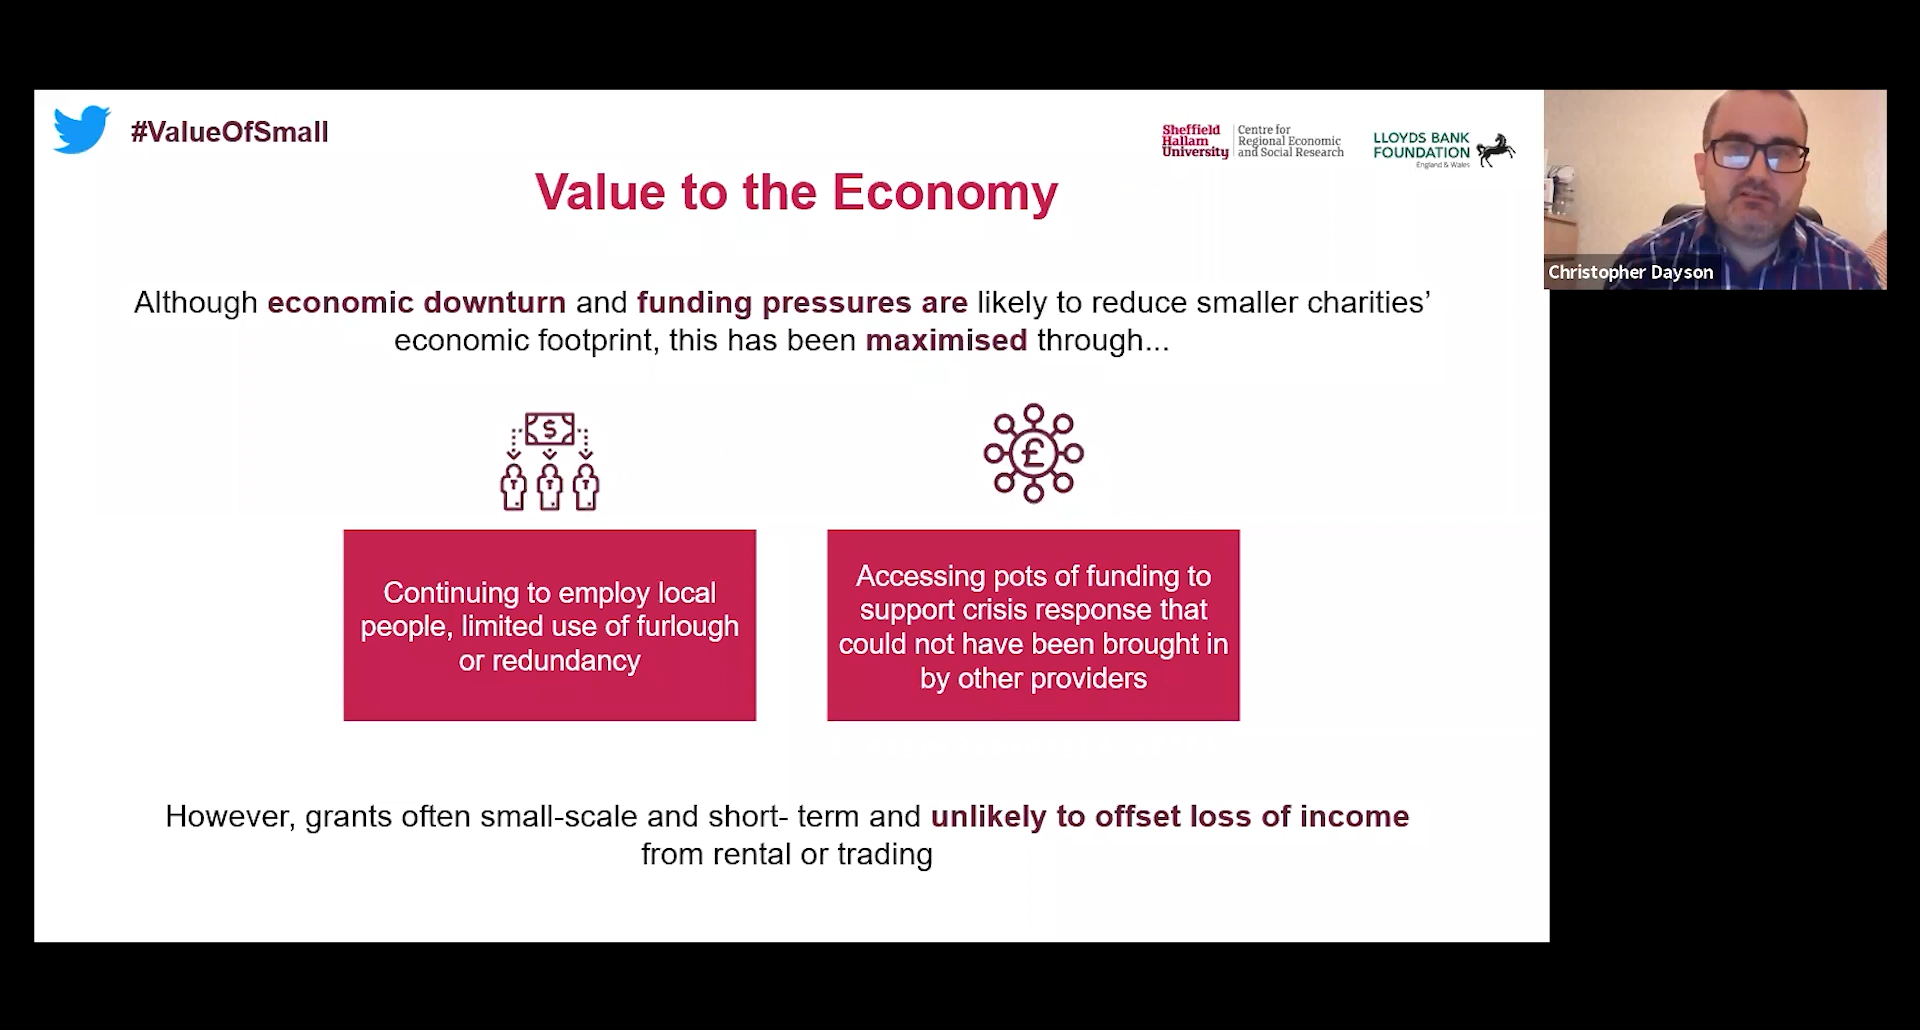 #ValueOfSmall
Sheffield
Hallam
University
Centre for
Regional Economic
and Social Research
LLOYDS BANK
FOUNDATION
England & Wales
Value to the Economy
Christopher Dayson
Although economic downturn and funding pressures are likely to reduce smaller charities’
economic footprint, this has been maximised through...
$
£
Continuing to employ local
people, limited use of furlough
or redundancy
Accessing pots of funding to
support crisis response that
could not have been brought in
by other providers
However, grants often small-scale and short- term and unlikely to offset loss of income
from rental or trading